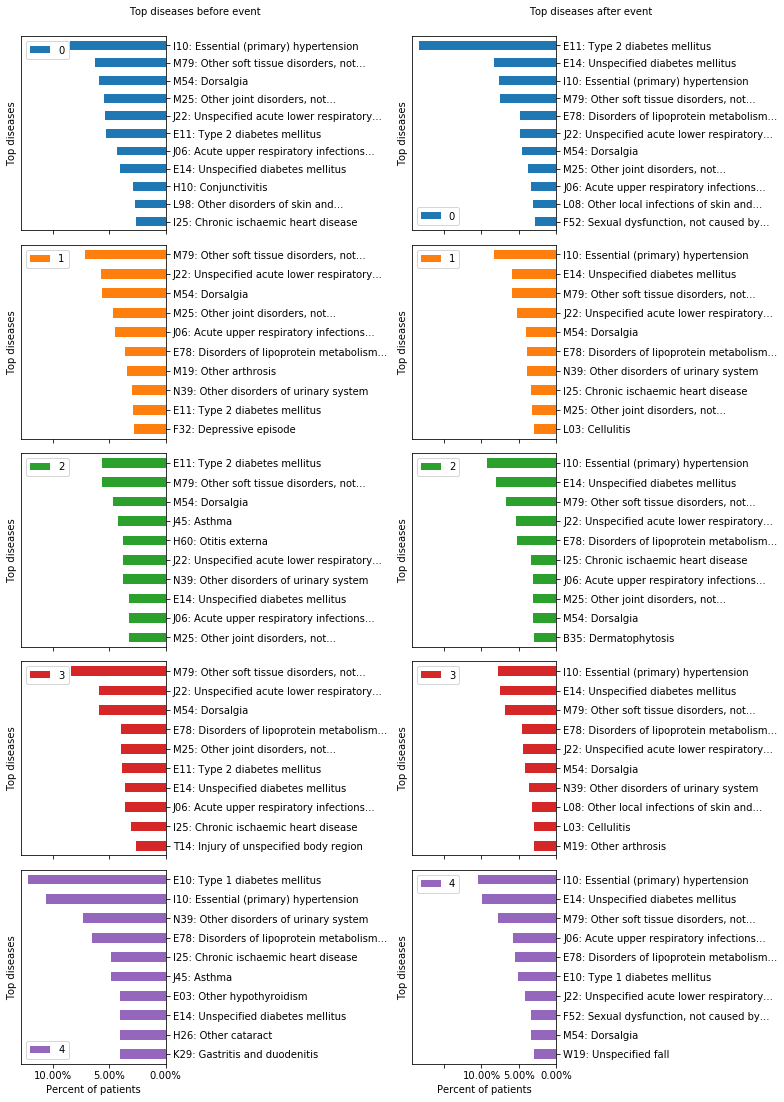 Top diseases before event
Top diseases after event
Top diseases
0
I10: Essential (primary) hypertension
M79: Other soft tissue disorders, not...
M54: Dorsalgia
M25: Other joint disorders, not...
J22: Unspecified acute lower respiratory...
E11: Type 2 diabetes mellitus
J06: Acute upper respiratory infections...
E14: Unspecified diabetes mellitus
H10: Conjunctivitis
L98: Other disorders of skin and...
I25: Chronic ischaemic heart disease
Top diseases
0
E11: Type 2 diabetes mellitus
E14: Unspecified diabetes mellitus
I10: Essential (primary) hypertension
M79: Other soft tissue disorders, not...
E78: Disorders of lipoprotein metabolism...
J22: Unspecified acute lower respiratory...
M54: Dorsalgia
M25: Other joint disorders, not...
J06: Acute upper respiratory infections...
L08: Other local infections of skin and...
F52: Sexual dysfunction, not caused by...
Top diseases
1
M79: Other soft tissue disorders, not...
J22: Unspecified acute lower respiratory...
M54: Dorsalgia
M25: Other joint disorders, not...
J06: Acute upper respiratory infections...
E78: Disorders of lipoprotein metabolism...
M19: Other arthrosis
N39: Other disorders of urinary system
E11: Type 2 diabetes mellitus
F32: Depressive episode
Top diseases
1
I10: Essential (primary) hypertension
E14: Unspecified diabetes mellitus
M79: Other soft tissue disorders, not...
J22: Unspecified acute lower respiratory...
M54: Dorsalgia
E78: Disorders of lipoprotein metabolism...
N39: Other disorders of urinary system
I25: Chronic ischaemic heart disease
M25: Other joint disorders, not...
L03: Cellulitis
Top diseases
2
E11: Type 2 diabetes mellitus
M79: Other soft tissue disorders, not...
M54: Dorsalgia
J45: Asthma
H60: Otitis externa
J22: Unspecified acute lower respiratory...
N39: Other disorders of urinary system
E14: Unspecified diabetes mellitus
J06: Acute upper respiratory infections...
M25: Other joint disorders, not...
Top diseases
2
I10: Essential (primary) hypertension
E14: Unspecified diabetes mellitus
M79: Other soft tissue disorders, not...
J22: Unspecified acute lower respiratory...
E78: Disorders of lipoprotein metabolism...
I25: Chronic ischaemic heart disease
J06: Acute upper respiratory infections...
M25: Other joint disorders, not...
M54: Dorsalgia
B35: Dermatophytosis
Top diseases
3
M79: Other soft tissue disorders, not...
J22: Unspecified acute lower respiratory...
M54: Dorsalgia
E78: Disorders of lipoprotein metabolism...
M25: Other joint disorders, not...
E11: Type 2 diabetes mellitus
E14: Unspecified diabetes mellitus
J06: Acute upper respiratory infections...
I25: Chronic ischaemic heart disease
T14: Injury of unspecified body region
Top diseases
3
I10: Essential (primary) hypertension
E14: Unspecified diabetes mellitus
M79: Other soft tissue disorders, not...
E78: Disorders of lipoprotein metabolism...
J22: Unspecified acute lower respiratory...
M54: Dorsalgia
N39: Other disorders of urinary system
L08: Other local infections of skin and...
L03: Cellulitis
M19: Other arthrosis
Top diseases
4
E10: Type 1 diabetes mellitus
I10: Essential (primary) hypertension
N39: Other disorders of urinary system
E78: Disorders of lipoprotein metabolism...
I25: Chronic ischaemic heart disease
J45: Asthma
E03: Other hypothyroidism
E14: Unspecified diabetes mellitus
H26: Other cataract
K29: Gastritis and duodenitis
10.00% 5.00% 0.00%
Percent of patients
Top diseases
4
I10: Essential (primary) hypertension
E14: Unspecified diabetes mellitus
M79: Other soft tissue disorders, not...
J06: Acute upper respiratory infections...
E78: Disorders of lipoprotein metabolism...
E10: Type 1 diabetes mellitus
J22: Unspecified acute lower respiratory...
F52: Sexual dysfunction, not caused by...
M54: Dorsalgia
W19: Unspecified fall
10.00% 5.00% 0.00%
Percent of patients